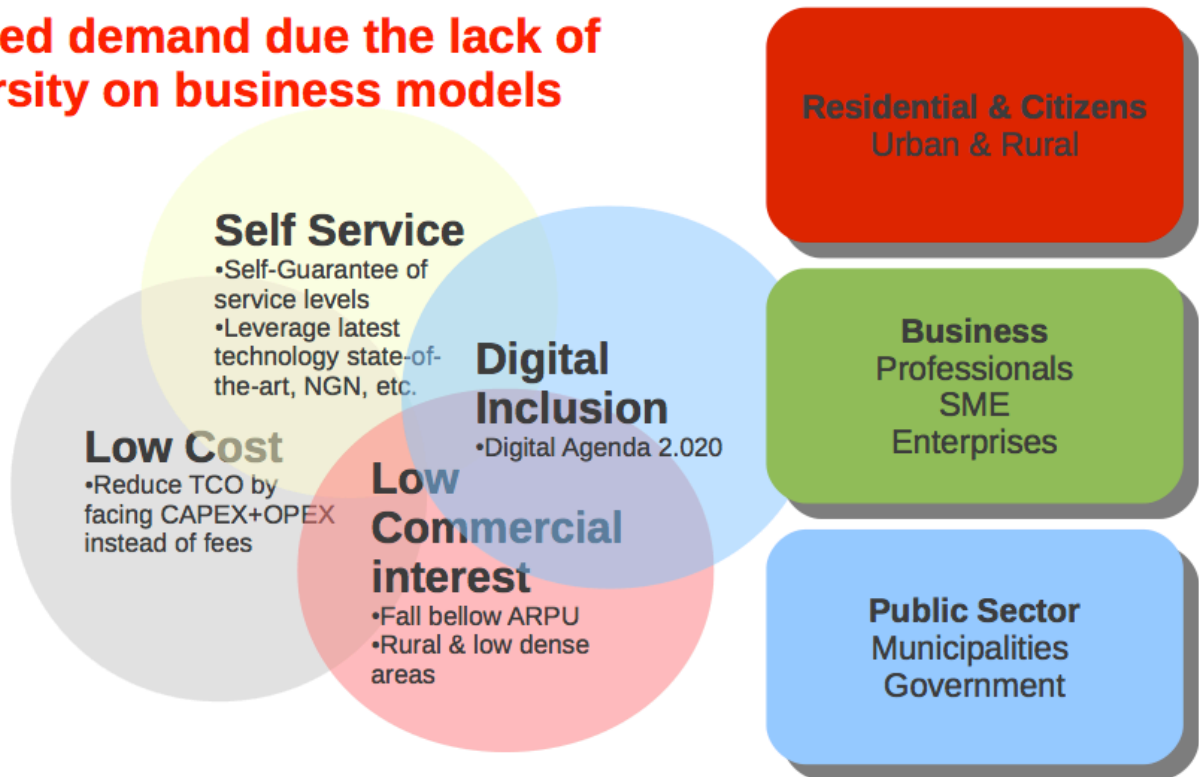 ed demand due the lack of
rsity on business models
Self Service
•Self-Guarantee of
service levels
•Leverage latest
technology state-of-
the-art, NGN, etc.
Low Cost
•Reduce TCO by
facing CAPEX+OPEX
instead of fees
Digital
Inclusion
•Digital Agenda 2.020
Low
Commercial
interest
•Fall bellow ARPU
•Rural & low dense
areas
Residential & Citizens
Urban & Rural
Business
Professionals
SME
Enterprises
Public Sector
Municipalities
Government